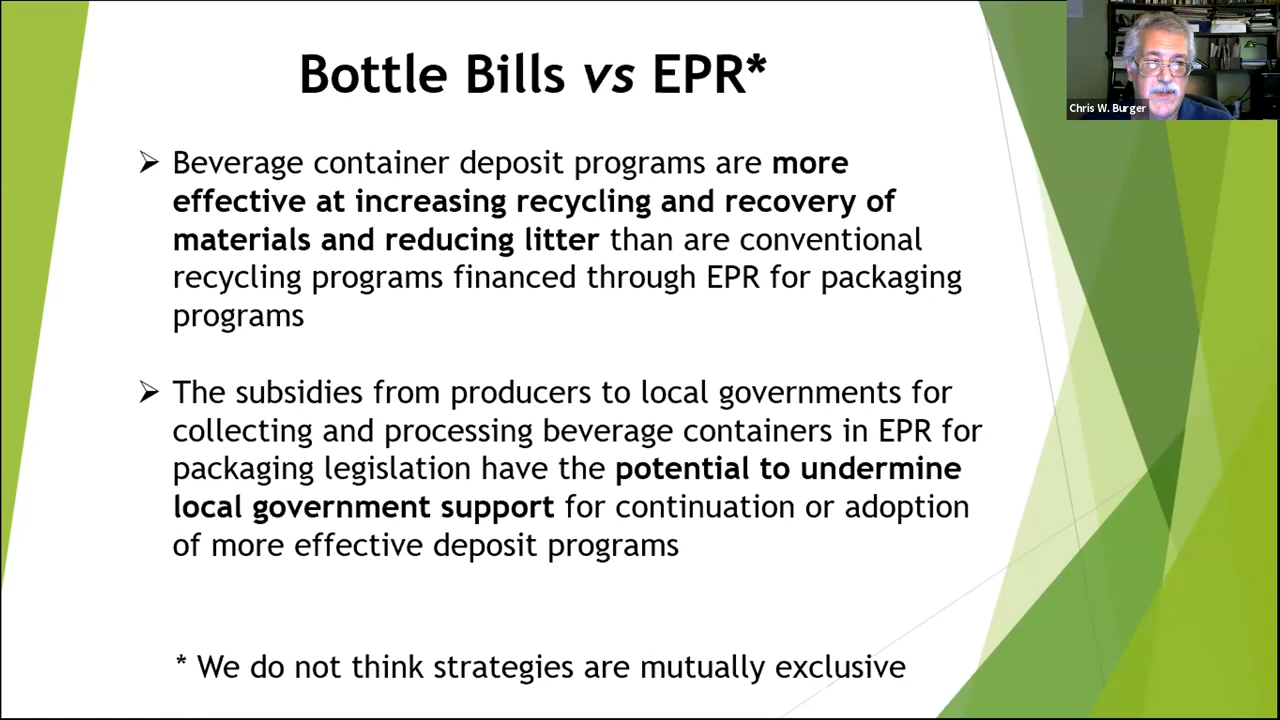 Bottle Bills vs EPR*
Chris W. Burger
➢ Beverage container deposit programs are more
effective at increasing recycling and recovery of
materials and reducing litter than are conventional
recycling programs financed through EPR for packaging
programs
➢ The subsidies from producers to local governments for
collecting and processing beverage containers in EPR for
packaging legislation have the potential to undermine
local government support for continuation or adoption
of more effective deposit programs
* We do not think strategies are mutually exclusive